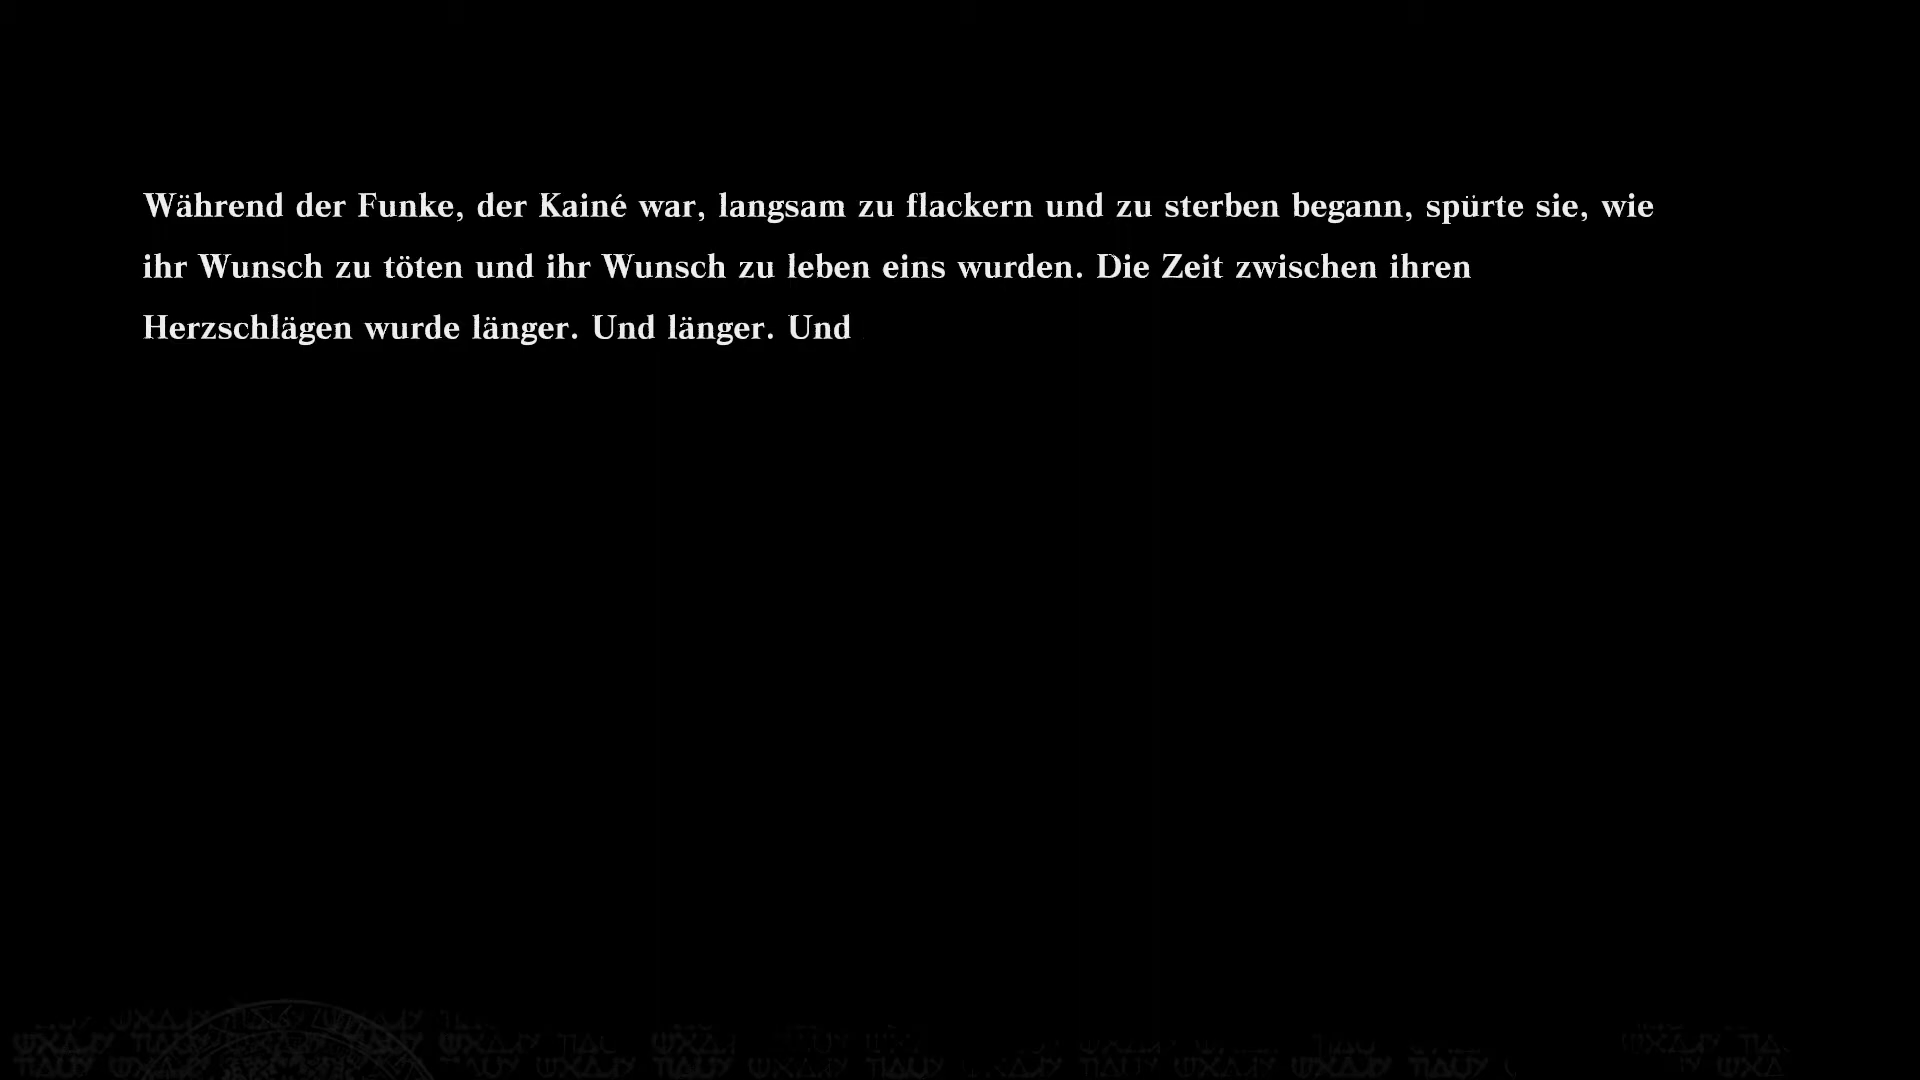 Während der Funke, der Kainé war, langsam zu flackern und zu sterben begann, spürte sie, wie
ihr Wunsch zu töten und ihr Wunsch zu leben eins wurden. Die Zeit zwischen ihren
Herzschlägen wurde länger. Und länger. Und